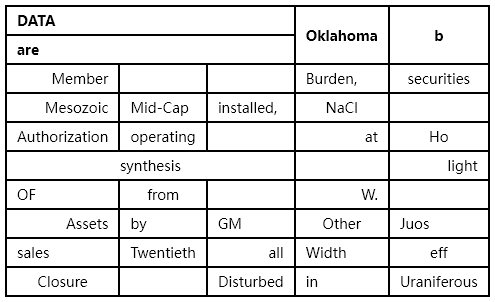 DATA Oklahoma b
are
Member Burden, securities
Mesozoic Mid-Cap installed, NaCl
Authorization operating at Ho
synthesis light
OF from W.
Assets by GM Other Juos
sales Twentieth all Width eff
Closure Disturbed in Uraniferous